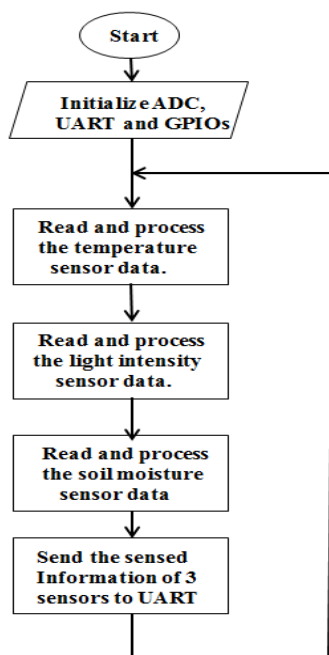 Start
Initialize ADC,
UART and GPIOs
Read and process
the temperature
sensor data.
Read and process
the light intensity
sensor data.
Read and process
the soil moisture
sensor data
Send the sensed
Information of 3
sensors to UART